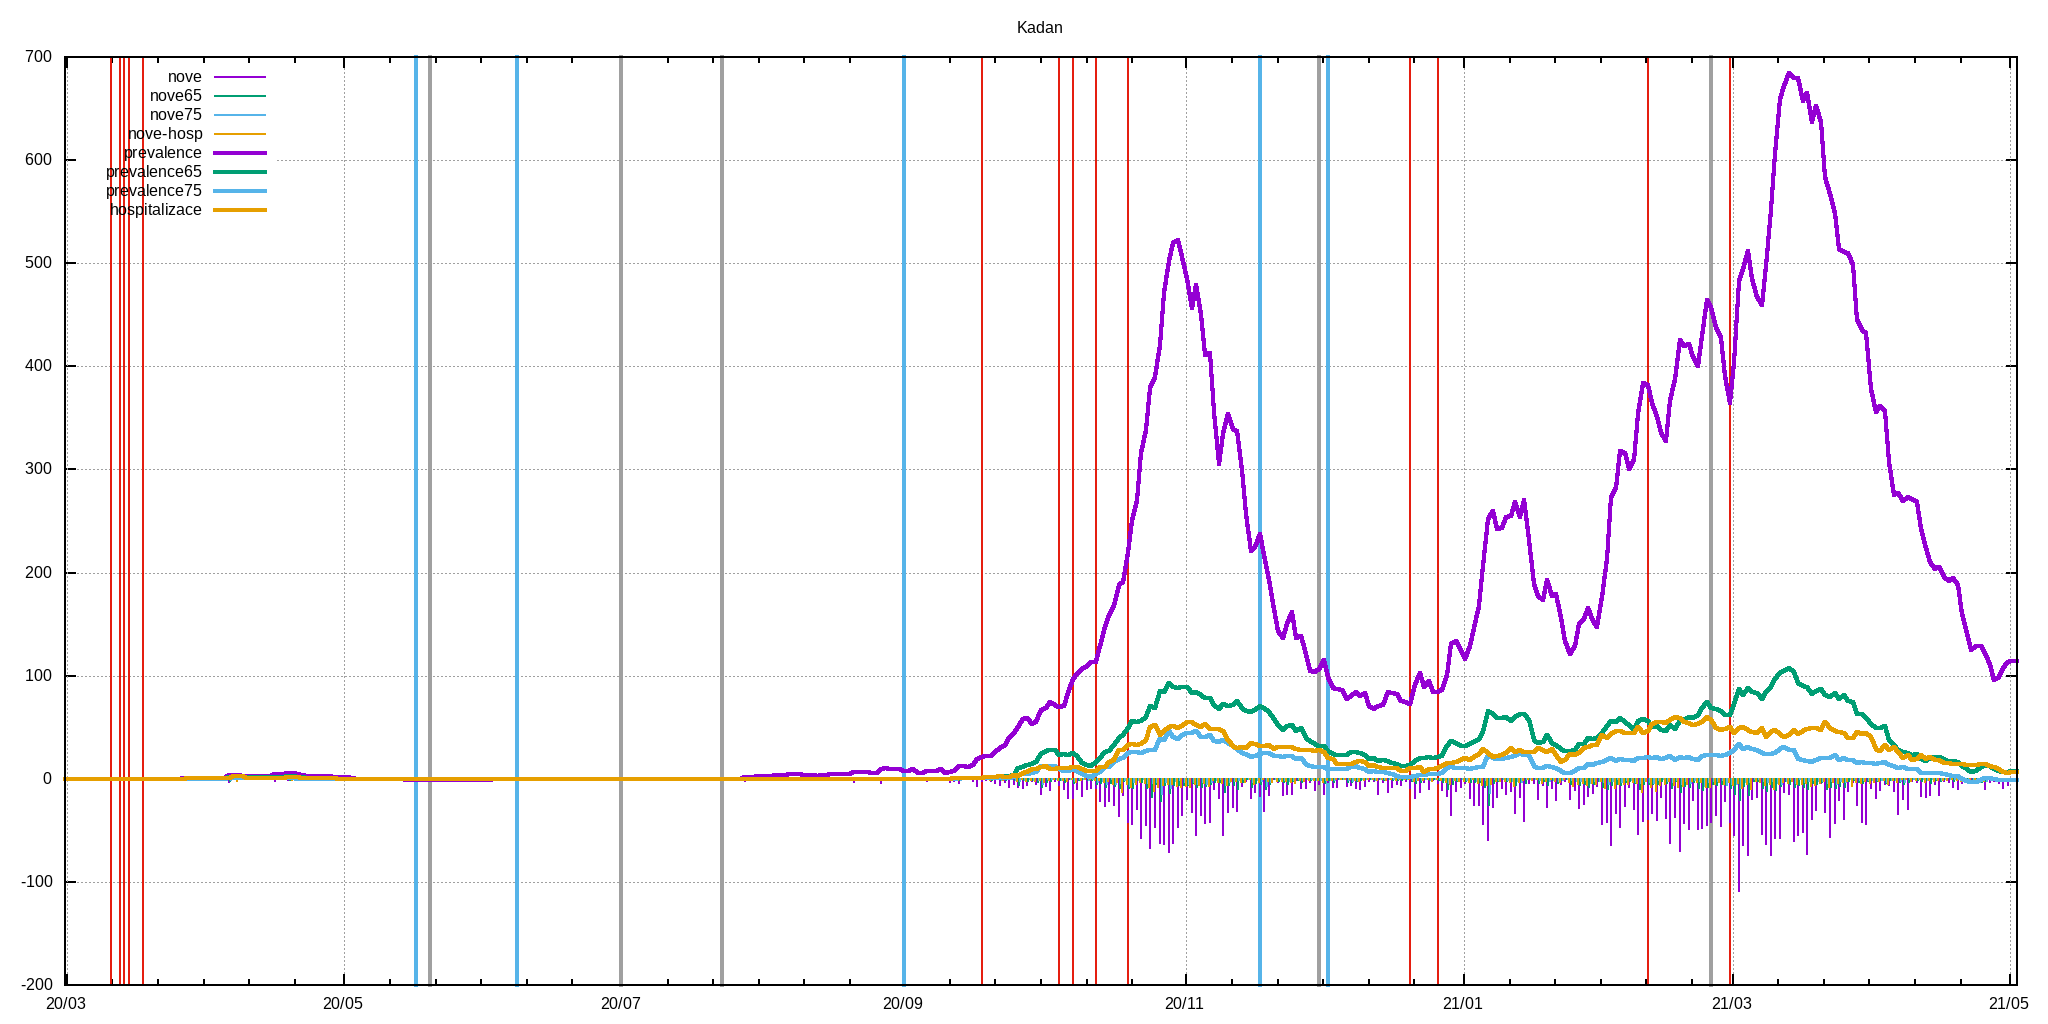 Kadan
700
600
500
400
300
200
100
0
-100
-200
nove
nove65
nove75
nove-hosp
prevalence
prevalence65
prevalence75
hospitalizace
20/03 20/05 20/07 20/09 20/11 21/01 21/03 21/05